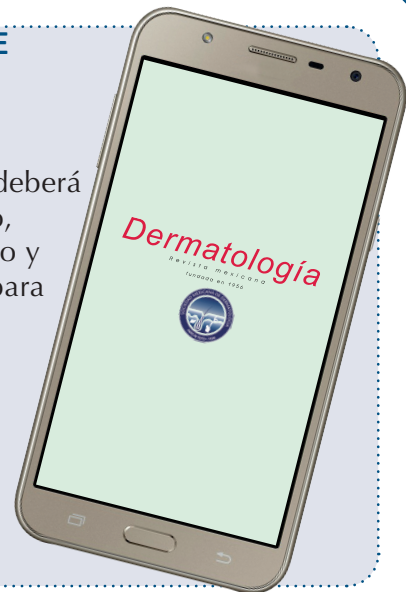 E
deberá
o,
o y
para
Dermatología
Revista mexicana
fundada en 1956